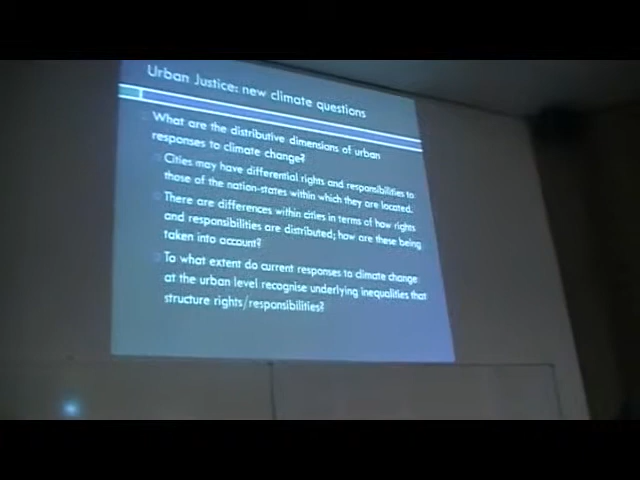 Urban Justice: new climate questions
What are the distributive dimensions of urban
responses to climate change?
Cities may have differential rights and responsibilities to
those of the nation-states within which they are located.
There are differences within cities in terms of how rights
and responsibilities are distributed; how are these being
taken into account?
To what extent do current responses to climate change
at the urban level recognise underlying inequalities that
structure rights/responsibilities?